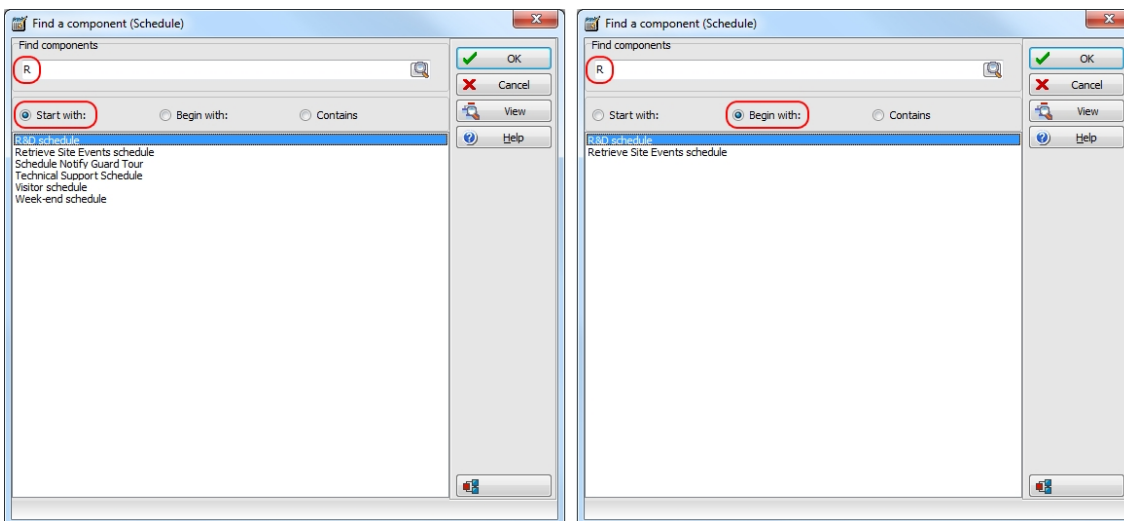 Find a component (Schedule)
Find components
R
OK
Cancel
Start with:
Begin with:
Contains
View
Help
R&D schedule
Retrieve Site Events schedule
Schedule Notify Guard Tour
Technical Support Schedule
Visitor schedule
Week-end schedule
Find a component (Schedule)
Find components
R
OK
Cancel
Start with:
Begin with:
Contains
View
Help
R&D schedule
Retrieve Site Events schedule